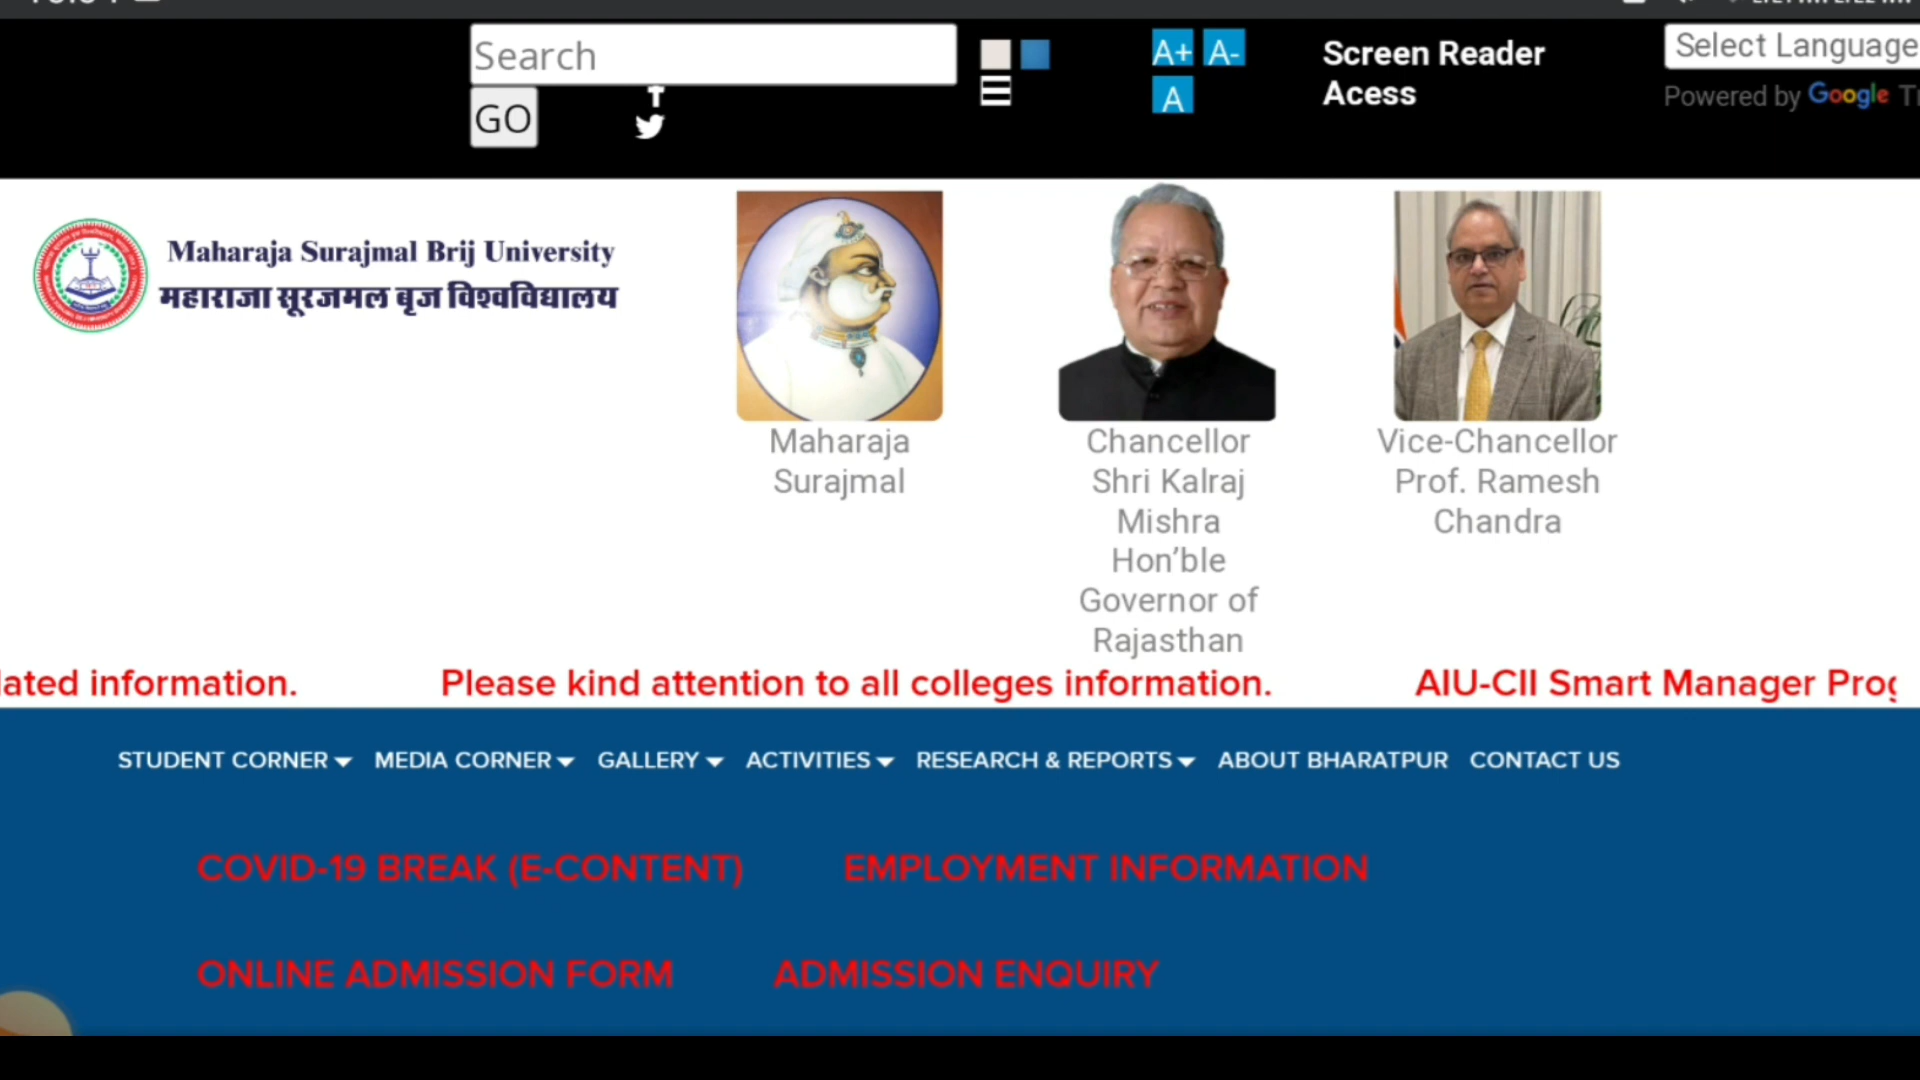 Search
GO
A+ A-
A
Screen Reader
Acess
Select Language
Powered by Google
Maharaja Surajmal Brij University
महाराजा सूरजमल बृज विश्वविद्यालय
Maharaja
Surajmal
Chancellor
Shri Kalraj
Mishra
Hon’ble
Governor of
Rajasthan
Vice-Chancellor
Prof. Ramesh
Chandra
lated information. Please kind attention to all colleges information. AIU-CII Smart Manager Prog
STUDENT CORNER MEDIA CORNER GALLERY ACTIVITIES RESEARCH & REPORTS ABOUT BHARATPUR CONTACT US
COVID-19 BREAK (E-CONTENT) EMPLOYMENT INFORMATION
ONLINE ADMISSION FORM ADMISSION ENQUIRY